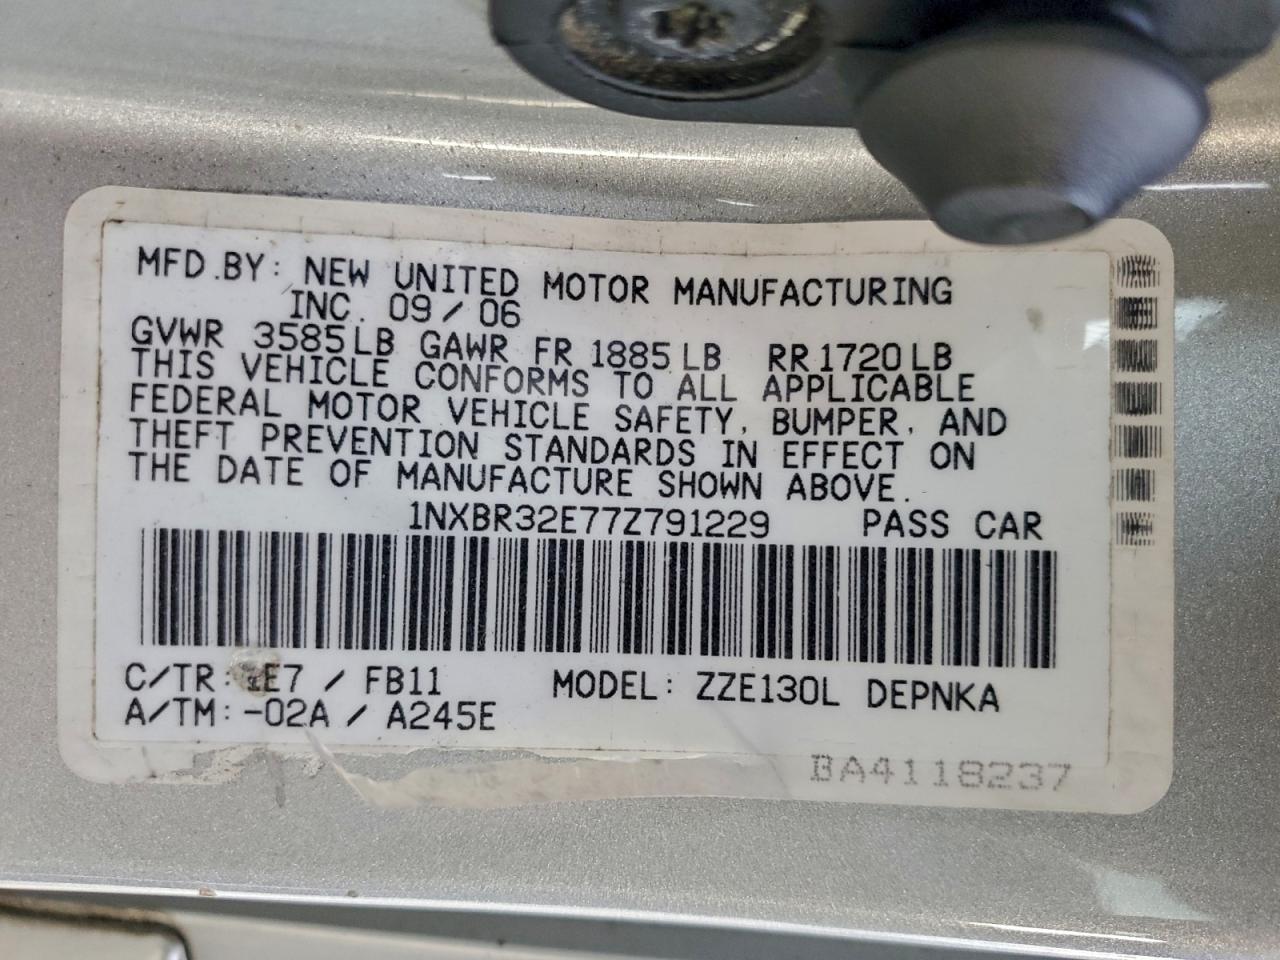 MFD.BY: NEW UNITED MOTOR MANUFACTURING
INC. 09/06
GVWR 3585LB GAWR FR 1885LB RR1720LB
THIS VEHICLE CONFORMS TO ALL APPLICABLE
FEDERAL MOTOR VEHICLE SAFETY, BUMPER, AND
THEFT PREVENTION STANDARDS IN EFFECT ON
THE DATE OF MANUFACTURE SHOWN ABOVE.
1NXBR32E77Z791229 PASS CAR
C/TR: 1E7 / FB11 MODEL: ZZE130L DEPNKA
A/TM: -02A / A245E
BA4118237